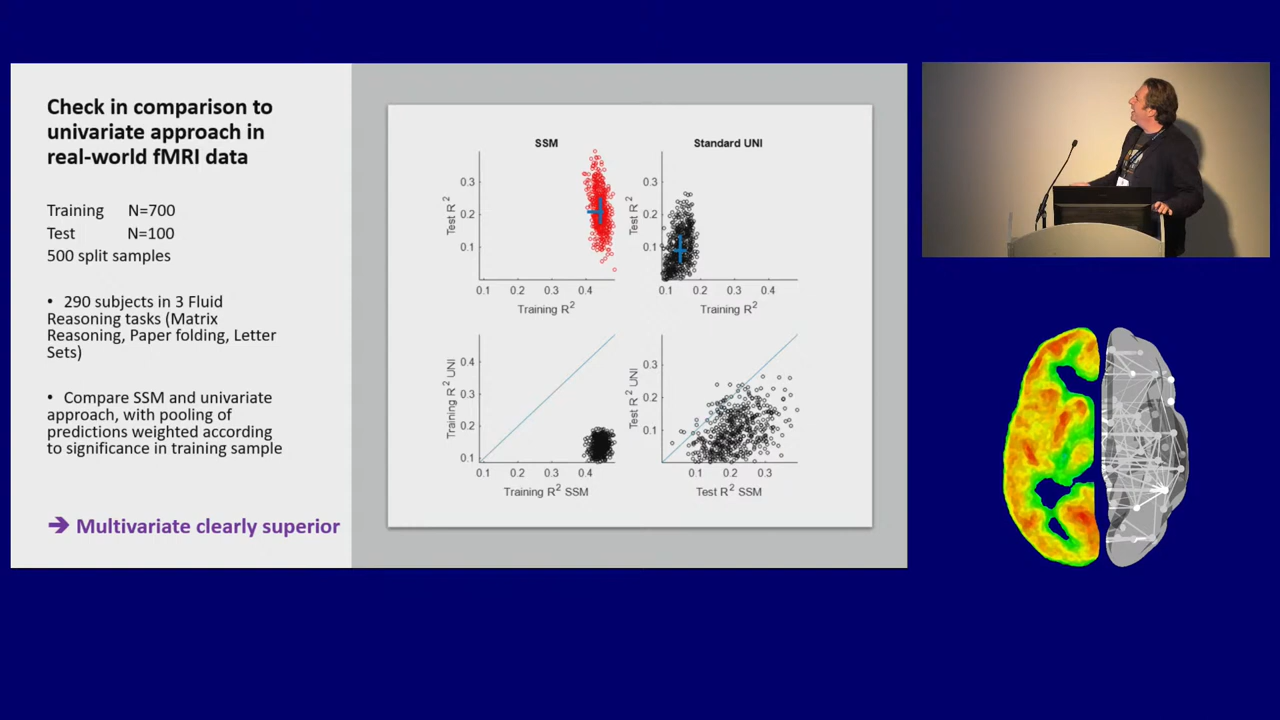 Check in comparison to
univariate approach in
real-world fMRI data
Training N=700
Test N=100
500 split samples
• 290 subjects in 3 Fluid
Reasoning tasks (Matrix
Reasoning, Paper folding, Letter
Sets)
• Compare SSM and univariate
approach, with pooling of
predictions weighted according
to significance in training sample
➔ Multivariate clearly superior
SSM
0.3
0.2
0.1
Test R²
0.1 0.2 0.3 0.4
Training R²
Standard UNI
0.3
0.2
0.1
Test R²
0.1 0.2 0.3 0.4
Training R²
0.4
0.3
0.2
0.1
Training R² UNI
0.1 0.2 0.3 0.4
Training R² SSM
0.3
0.2
0.1
Test R² UNI
0.1 0.2 0.3
Test R² SSM